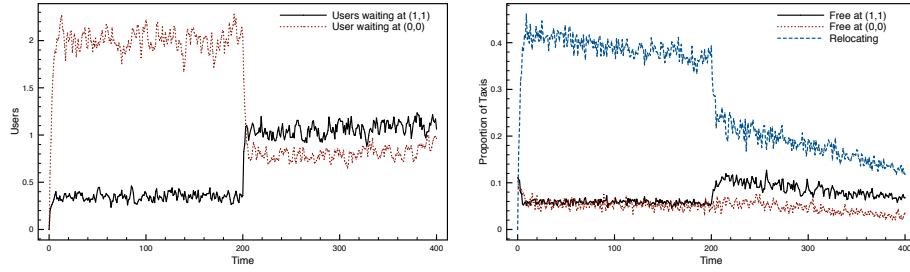 Users waiting at (1,1)
User waiting at (0,0)
Users
2
1.5
1
0.5
0
0
100
200
300
400
Time
Free at (1,1)
Free at (0,0)
Relocating
Proportion of Taxis
0.4
0.2
0.1
0
0
100
200
300
400
Time